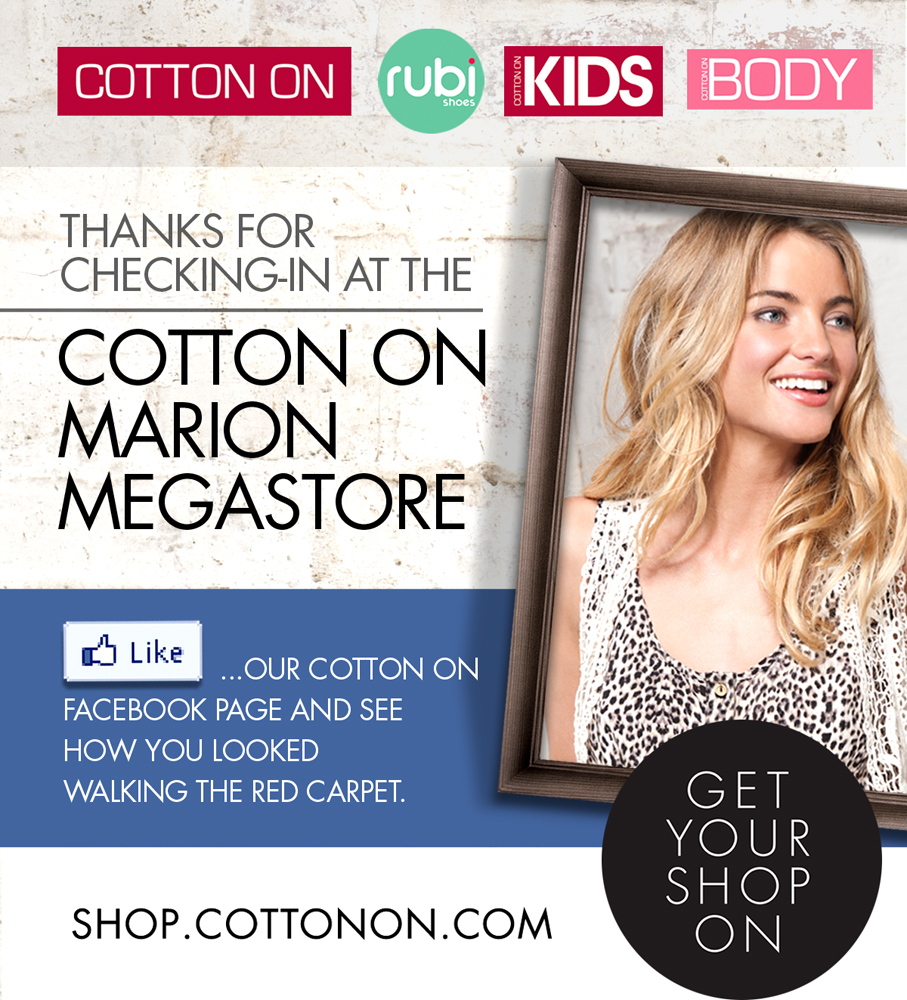 COTTON ON
rubi
shoes
COTTON ON
KIDS
COTTON ON
BODY
THANKS FOR
CHECKING-IN AT THE
COTTON ON
MARION
MEGASTORE
Like
...OUR COTTON ON
FACEBOOK PAGE AND SEE
HOW YOU LOOKED
WALKING THE RED CARPET.
GET
YOUR
SHOP
ON
SHOP.COTTONON.COM